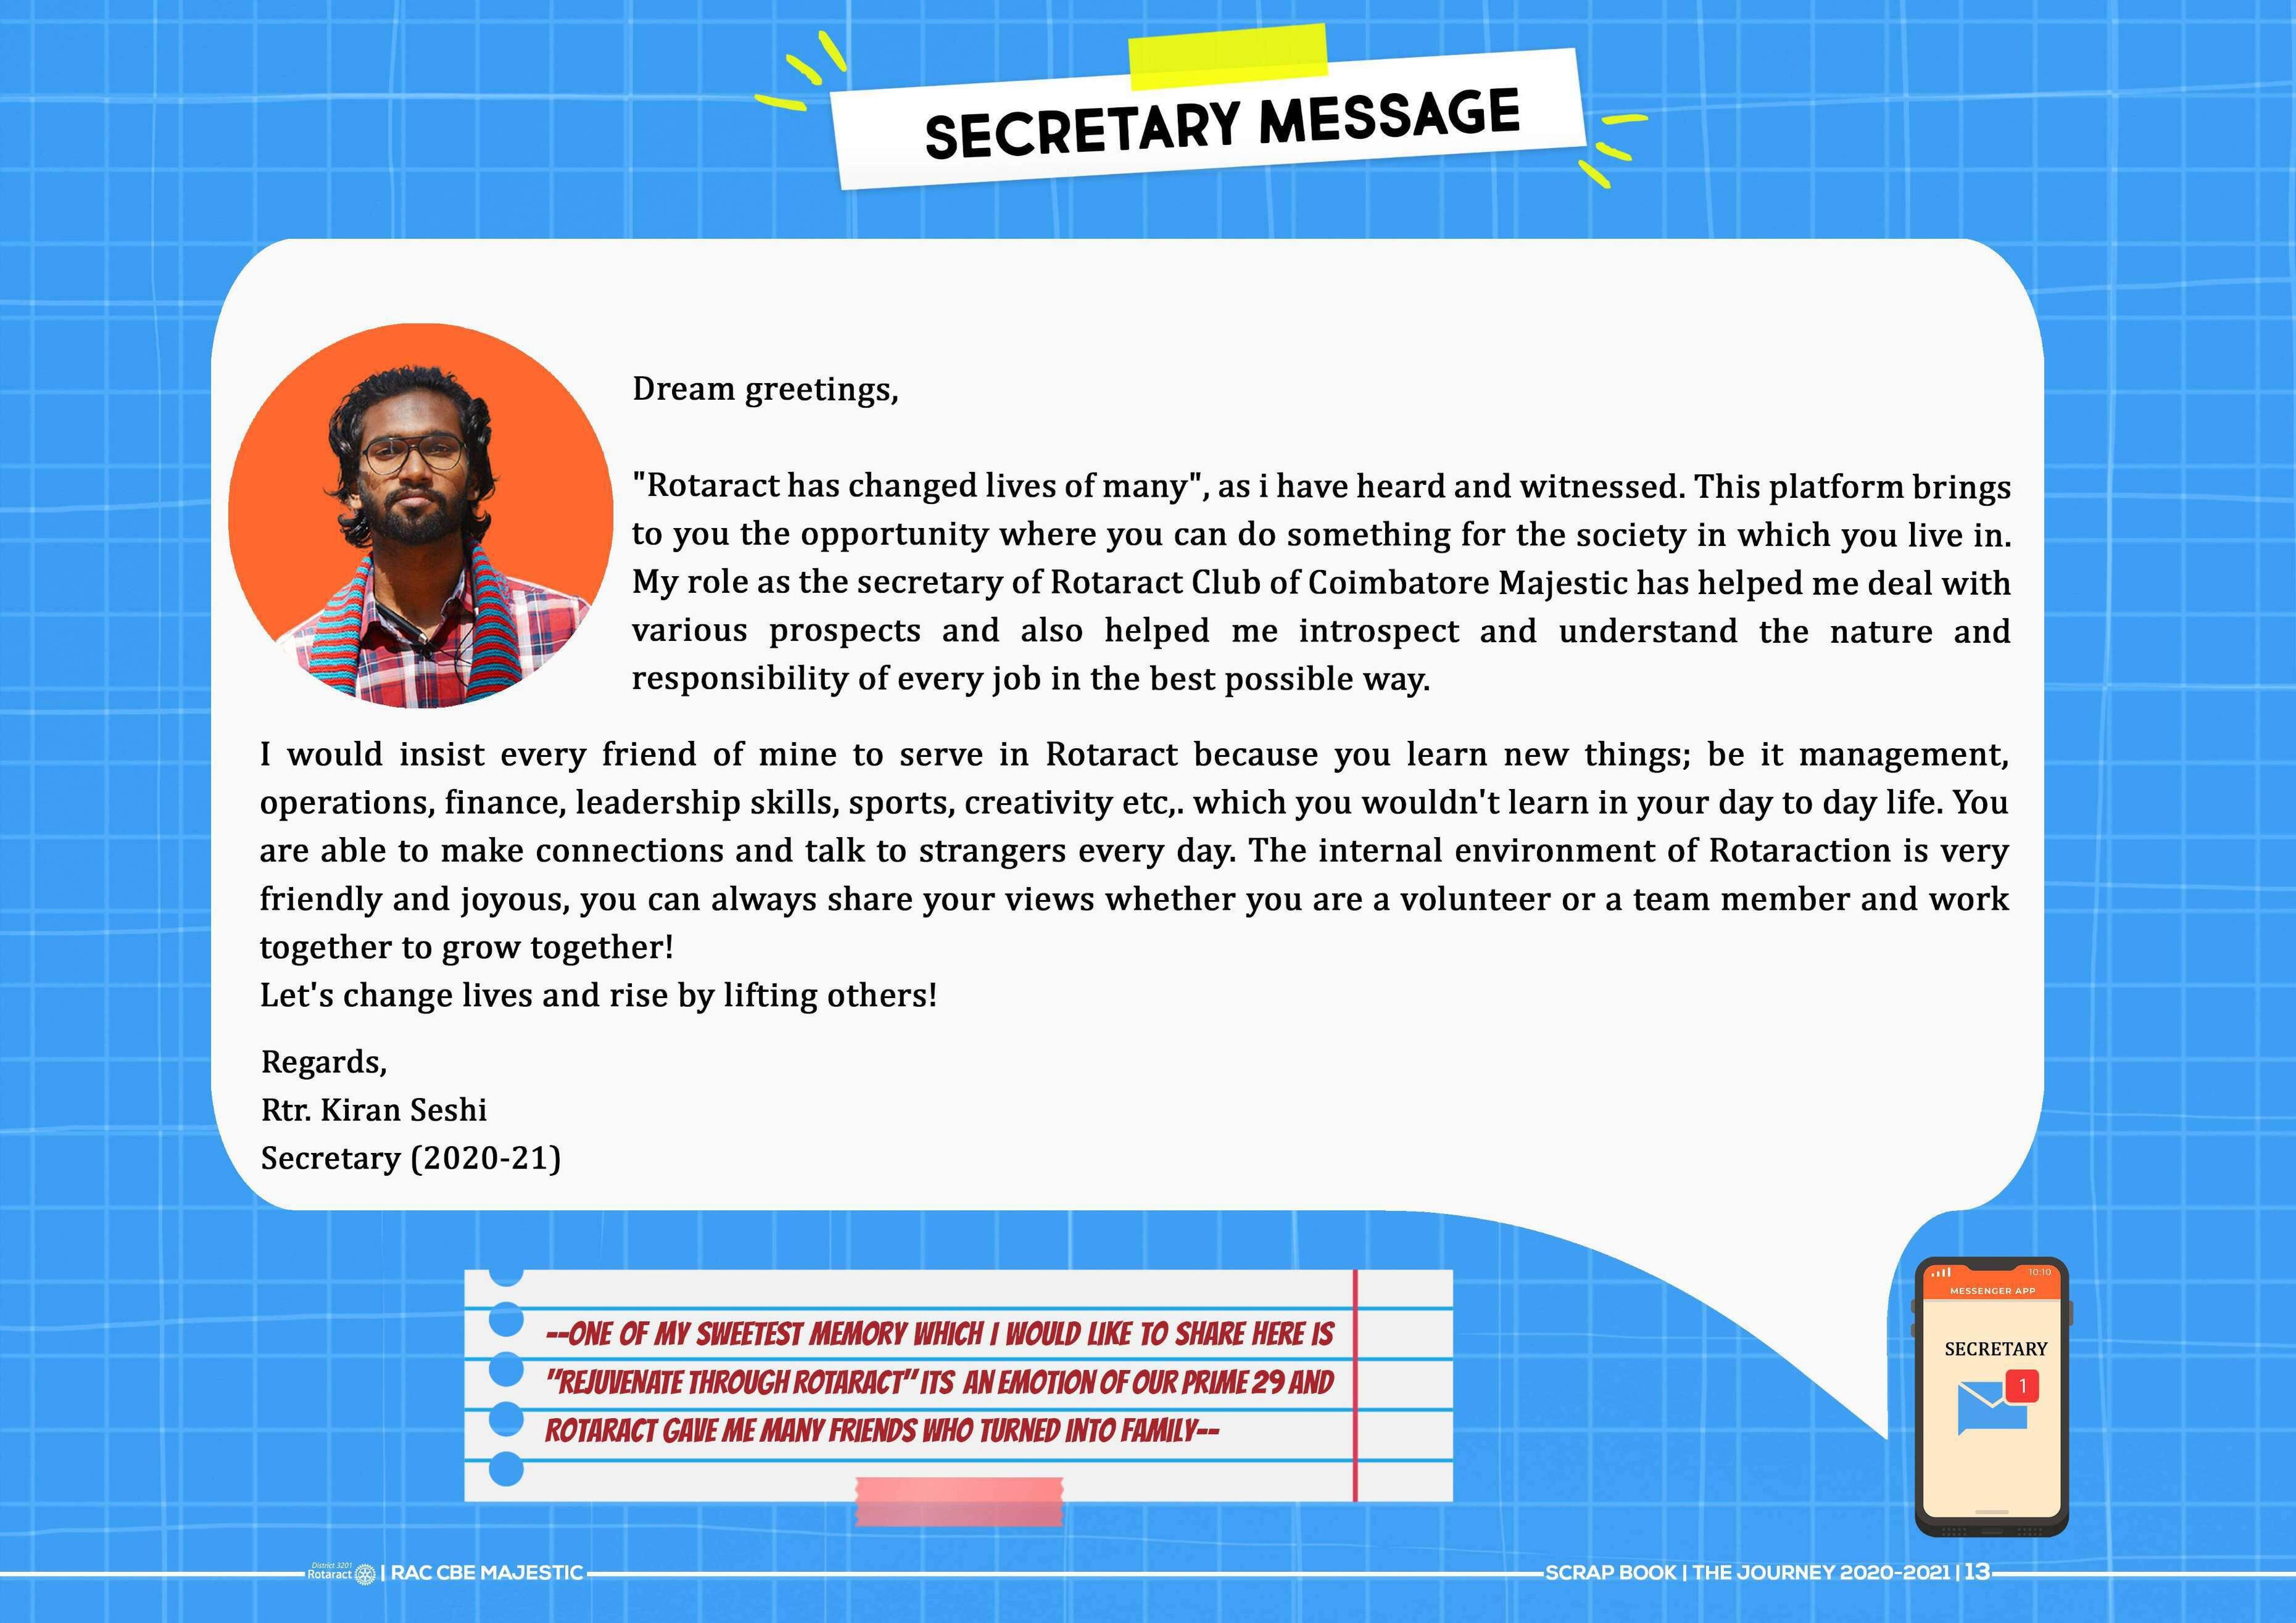 SECRETARY MESSAGE
Dream greetings,
"Rotaract has changed lives of many", as i have heard and witnessed. This platform brings
to you the opportunity where you can do something for the society in which you live in.
My role as the secretary of Rotaract Club of Coimbatore Majestic has helped me deal with
various prospects and also helped me introspect and understand the nature and
responsibility of every job in the best possible way.
I would insist every friend of mine to serve in Rotaract because you learn new things; be it management,
operations, finance, leadership skills, sports, creativity etc,. which you wouldn't learn in your day to day life. You
are able to make connections and talk to strangers every day. The internal environment of Rotaraction is very
friendly and joyous, you can always share your views whether you are a volunteer or a team member and work
together to grow together!
Let's change lives and rise by lifting others!
Regards,
Rtr. Kiran Seshi
Secretary (2020-21)
--ONE OF MY SWEETEST MEMORY WHICH I WOULD LIKE TO SHARE HERE IS
"REJUVENATE THROUGH ROTARACT" ITS AN EMOTION OF OUR PRIME 29 AND
ROTARACT GAVE ME MANY FRIENDS WHO TURNED INTO FAMILY--
10:10
MESSENGER APP
SECRETARY
1
District 3201
Rotaract | RAC CBE MAJESTIC
SCRAP BOOK | THE JOURNEY 2020-2021 | 13